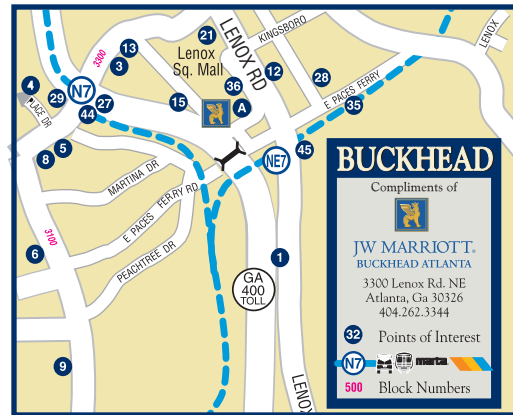 21
LENOX RD
KINGSBORO
LENOX
13
3300
3
Lenox
Sq. Mall
36
12
28
4
N7
29
27
44
PLACE DR
15
A
E PACES FERRY
35
8
5
NE7
45
MARTINA DR
E PACES FERRY RD
PEACHTREE DR
6
3100
1
GA
400
TOLL
9
LENO
BUCKHEAD
Compliments of
JW MARRIOTT®
BUCKHEAD ATLANTA
3300 Lenox Rd. NE
Atlanta, Ga 30326
404.262.3344
32 Points of Interest
N7 marta
500 Block Numbers